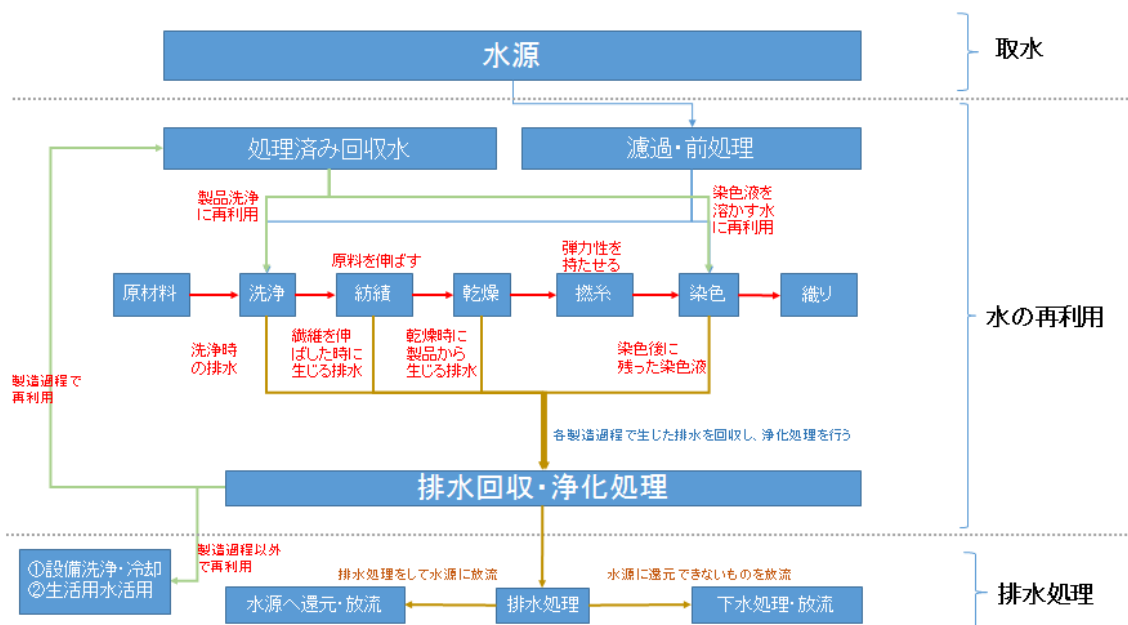 水源
取水
処理済み回収水
濾過・前処理
製品洗浄
に再利用
染色液を
溶かす水
に再利用
原料を伸ばす
弾力性を
持たせる
原材料
洗浄
紡績
乾燥
撚糸
染色
織り
水の再利用
洗浄時
の排水
繊維を伸
ばした時に
生じる排水
乾燥時に
製品から
生じる排水
染色後に
残った染色液
製造過程で
再利用
各製造過程で生じた排水を回収し、浄化処理を行う
排水回収・浄化処理
製造過程以外
で再利用
①設備洗浄・冷却
②生活用水活用
排水処理をして水源に放流
水源に還元できないものを放流
水源へ還元・放流
排水処理
下水処理・放流
排水処理